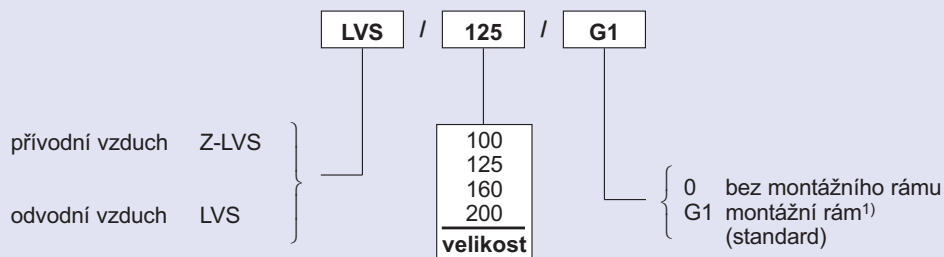 LVS / 125 / G1
přívodní vzduch Z-LVS
odvodní vzduch LVS
100
125
160
200
velikost
0 bez montážního rámu
G1 montážní rám1)
(standard)